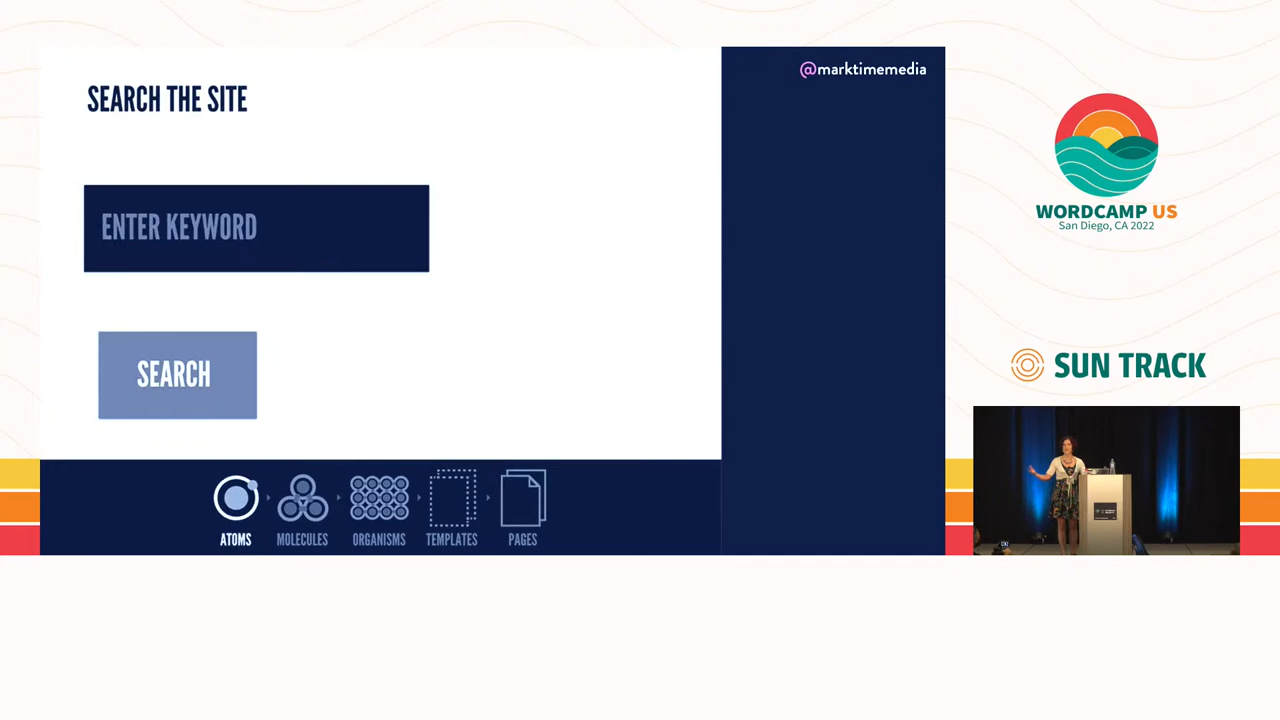 SEARCH THE SITE
ENTER KEYWORD
SEARCH
ATOMS
MOLECULES
ORGANISMS
TEMPLATES
PAGES
@marktimemedia
WORDCAMP US
San Diego, CA 2022
SUN TRACK